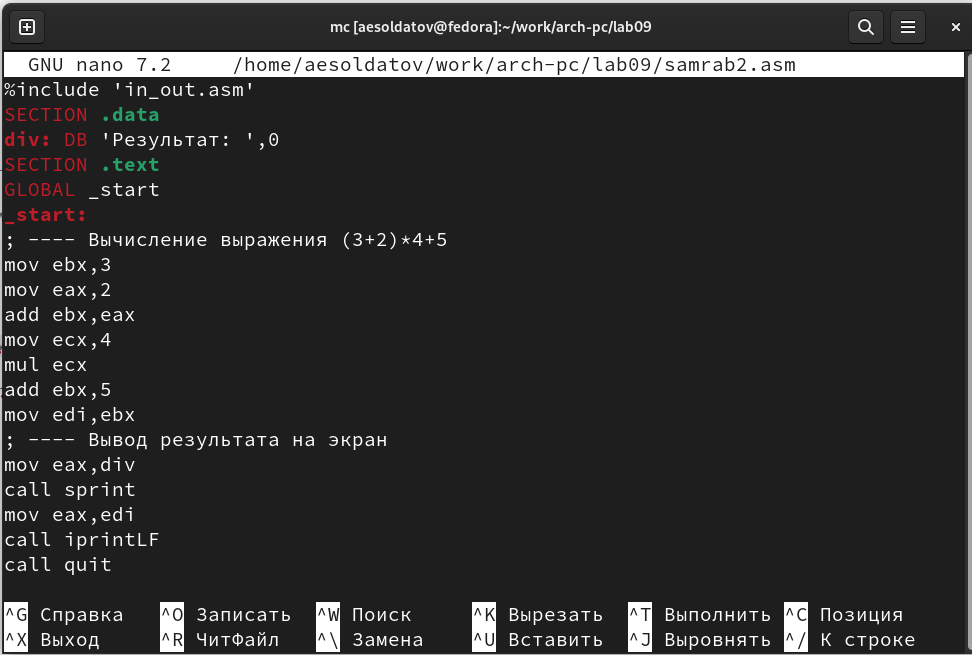 mc [aesoldatov@fedora]:~/work/arch-pc/lab09
GNU nano 7.2 /home/aesoldatov/work/arch-pc/lab09/samrab2.asm
%include 'in_out.asm'
SECTION .data
div: DB 'Результат: ',0
SECTION .text
GLOBAL _start
_start:
; ---- Вычисление выражения (3+2)*4+5
mov ebx,3
mov eax,2
add ebx,eax
mov ecx,4
mul ecx
add ebx,5
mov edi,ebx
; ---- Вывод результата на экран
mov eax,div
call sprint
mov eax,edi
call iprintLF
call quit
^G Справка ^O Записать ^W Поиск ^K Вырезать ^T Выполнить ^C Позиция
^X Выход ^R ЧитФайл ^\ Замена ^U Вставить ^J Выровнять ^/ К строке